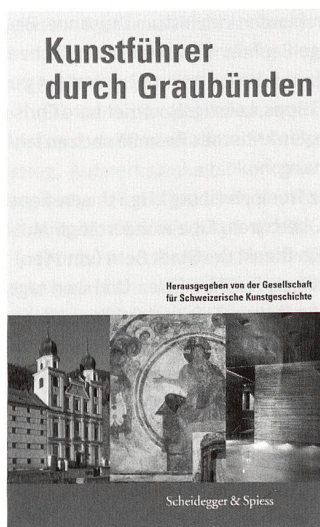 Kunstführer
durch Graubünden
Herausgegeben von der Gesellschaft
für Schweizerische Kunstgeschichte
Scheidegger & Spiess